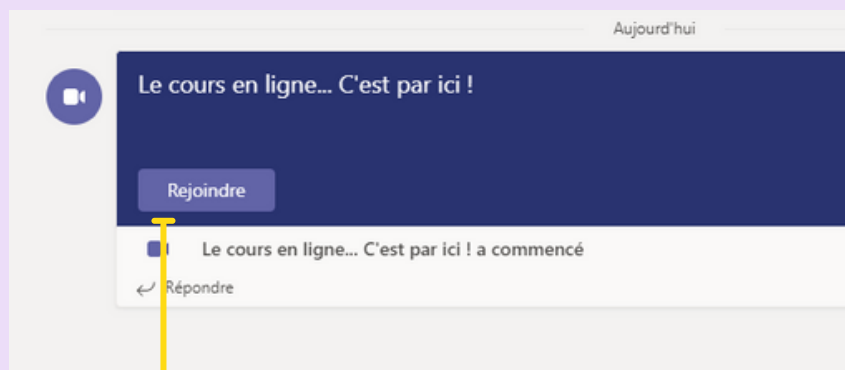 Aujourd'hui
Le cours en ligne... C'est par ici !
Rejoindre
Le cours en ligne... C'est par ici ! a commencé
Répondre